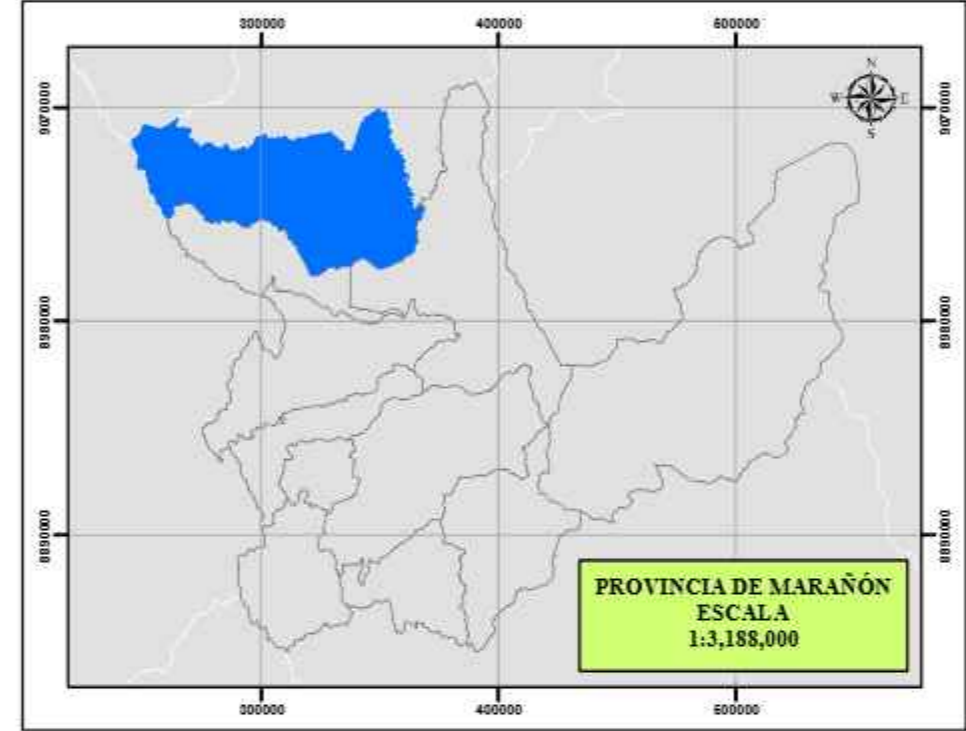 300000 400000 500000
N
W E
S
9070000 9070000
8980000 8980000
8890000 8890000
PROVINCIA DE MARAÑÓN
ESCALA
1:3,188,000
300000 400000 500000